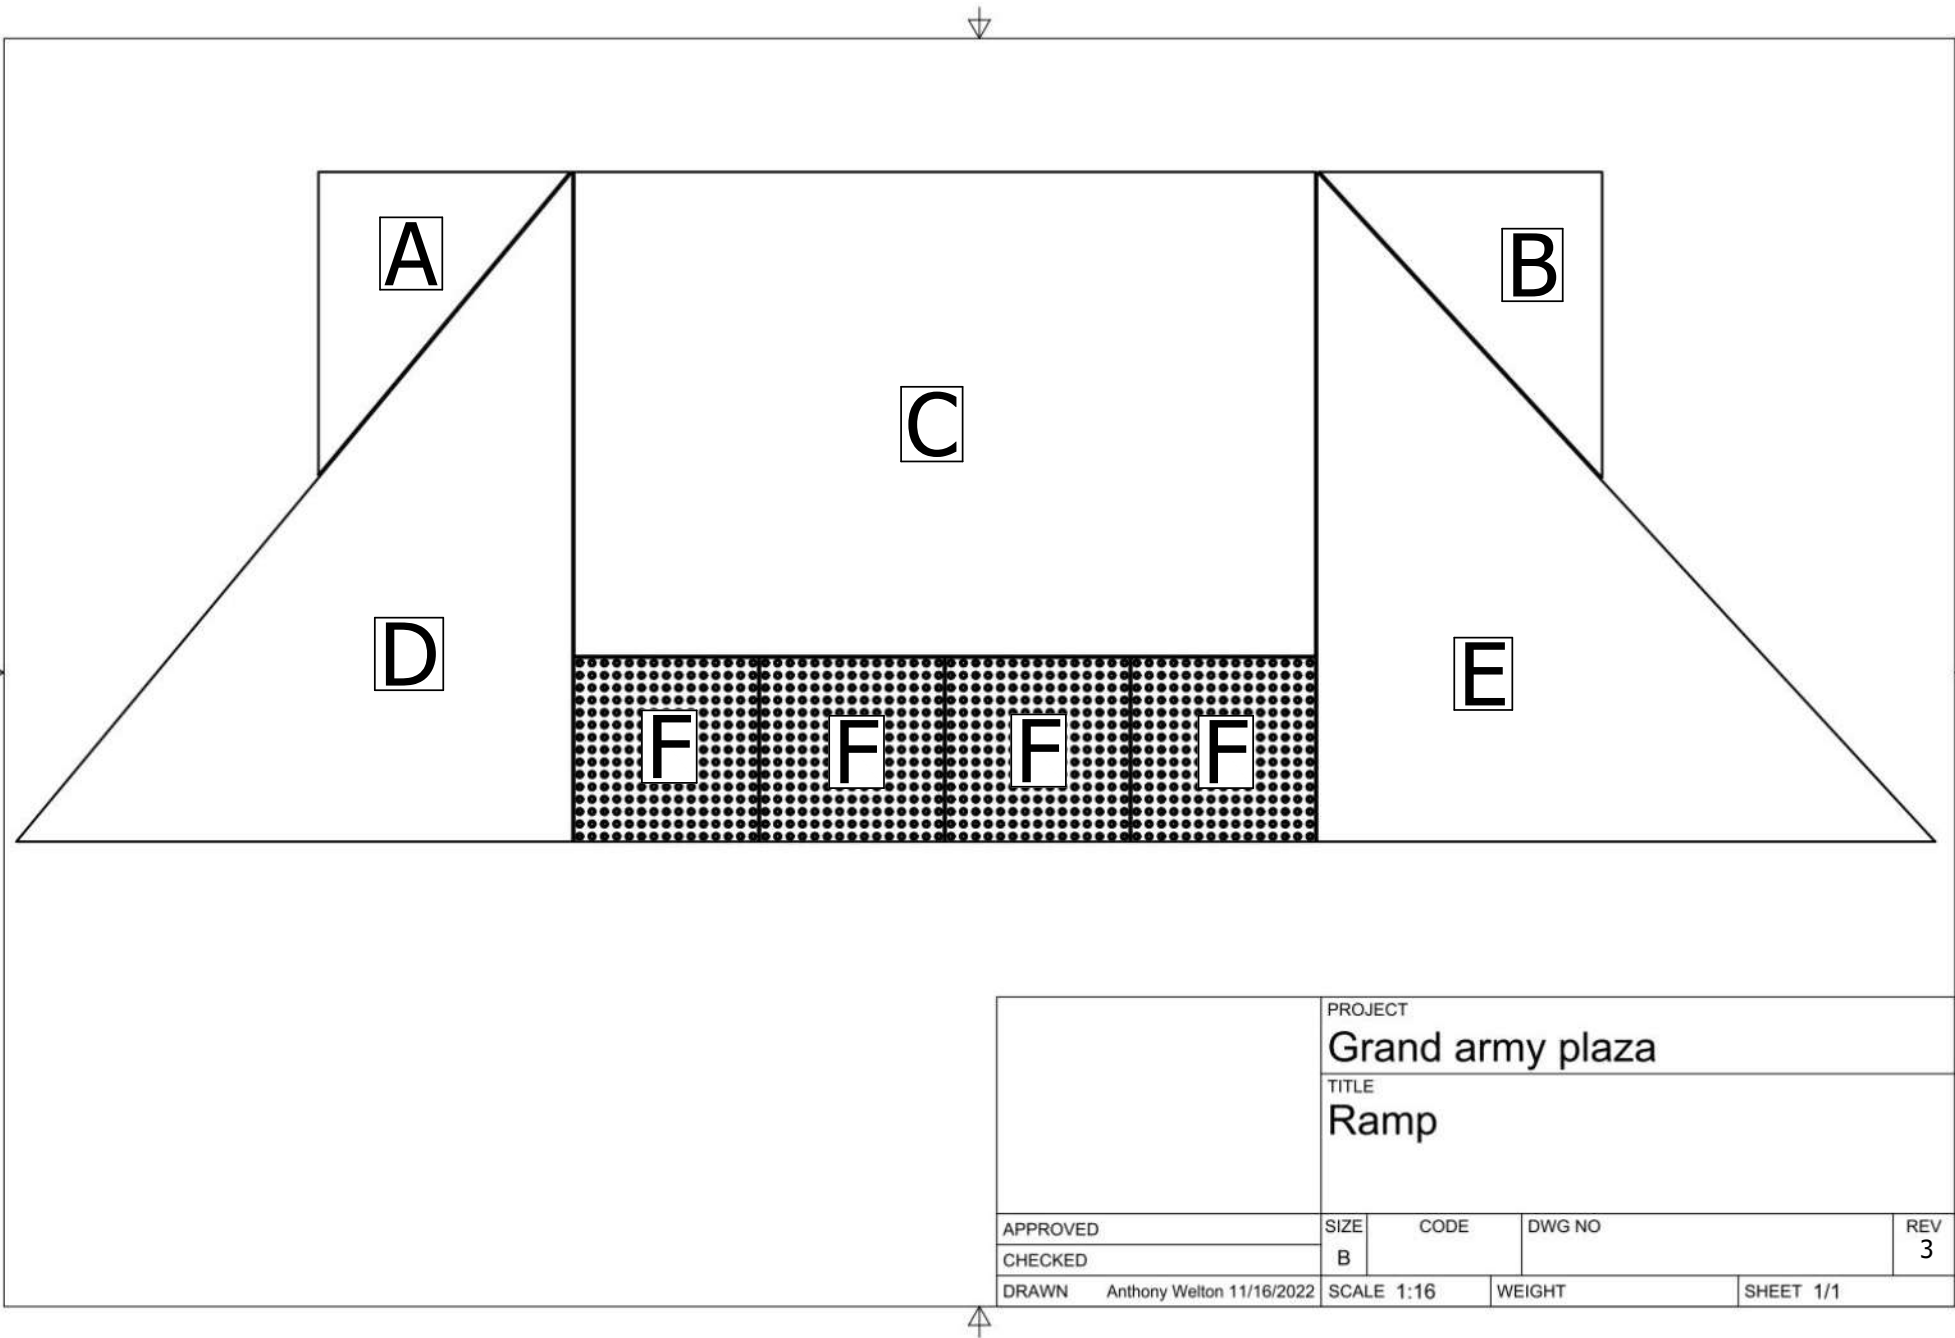 A
B
C
D
E
F
F
F
F
PROJECT
Grand army plaza
TITLE
Ramp
APPROVED
SIZE
CODE
DWG NO
REV
CHECKED
B
3
DRAWN Anthony Welton 11/16/2022
SCALE 1:16
WEIGHT
SHEET 1/1